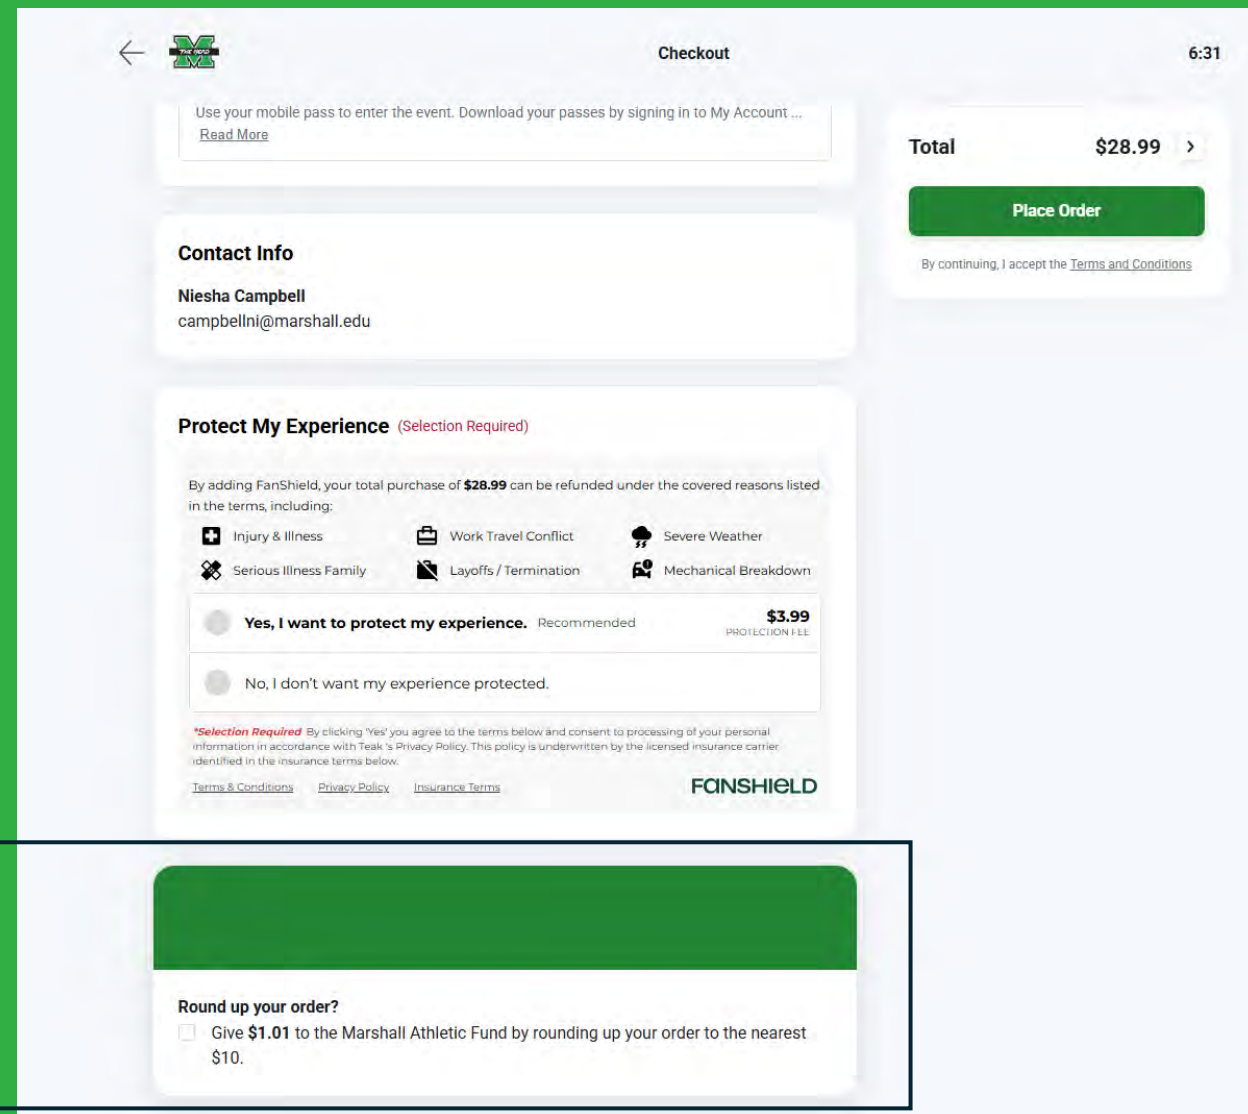 THE HERD
Checkout
6:31
Use your mobile pass to enter the event. Download your passes by signing in to My Account ...
Read More
Total $28.99
Place Order
By continuing, I accept the Terms and Conditions
Contact Info
Niesha Campbell
campbellni@marshall.edu
Protect My Experience (Selection Required)
By adding FanShield, your total purchase of $28.99 can be refunded under the covered reasons listed
in the terms, including:
Injury & Illness Work Travel Conflict Severe Weather
Serious Illness Family Layoffs / Termination Mechanical Breakdown
Yes, I want to protect my experience. Recommended $3.99
PROTECTION FEE
No, I don't want my experience protected.
*Selection Required By clicking 'Yes' you agree to the terms below and consent to processing of your personal
information in accordance with Teak 's Privacy Policy. This policy is underwritten by the licensed insurance carrier
identified in the insurance terms below.
Terms & Conditions Privacy Policy Insurance Terms
FANSHIELD
Round up your order?
Give $1.01 to the Marshall Athletic Fund by rounding up your order to the nearest
$10.